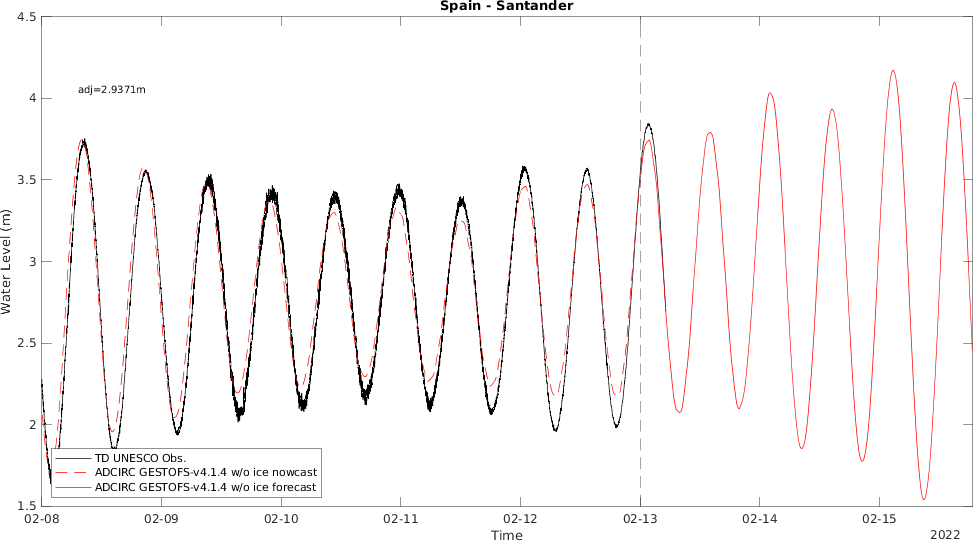 Spain - Santander
4.5
adj=2.9371m
4
3.5
3
2.5
2
1.5
Water Level (m)
TD UNESCO Obs.
ADCIRC GESTOFS-v4.1.4 w/o ice nowcast
ADCIRC GESTOFS-v4.1.4 w/o ice forecast
02-08 02-09 02-10 02-11 02-12 02-13 02-14 02-15
Time
2022